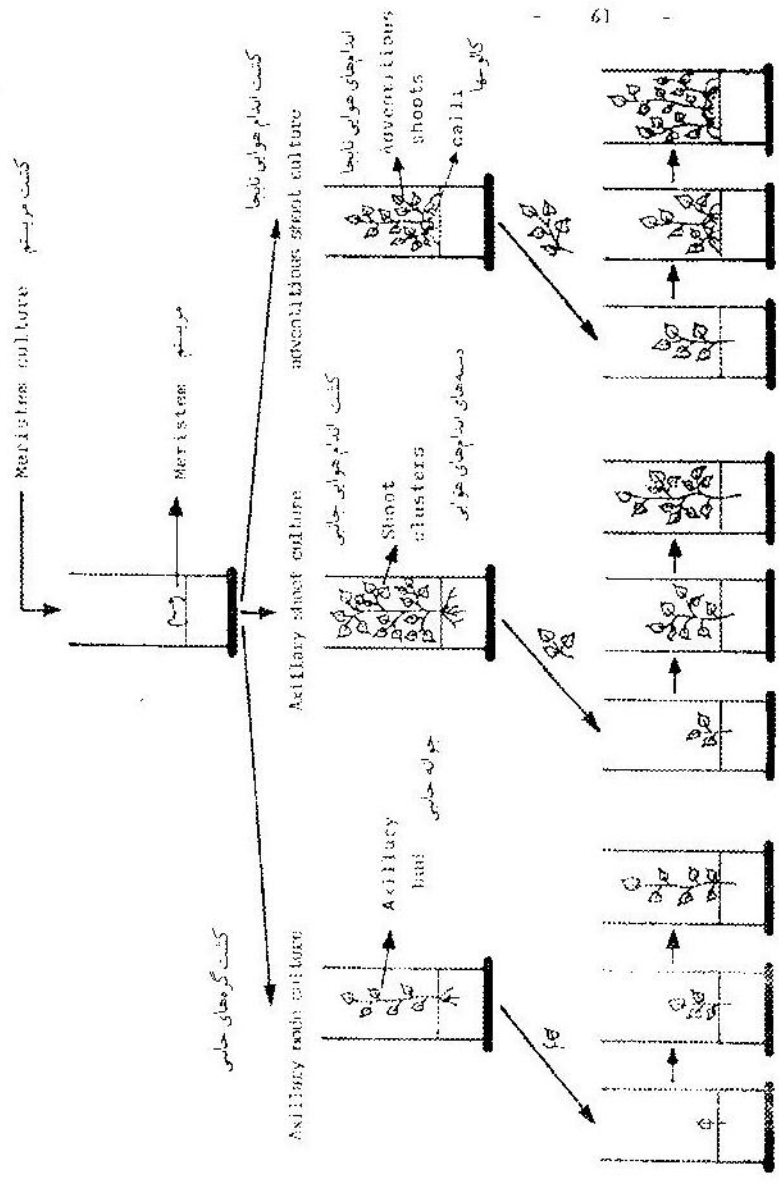 - 61 -
Meristem culture کشت مریستم
Meristem مریستم
کشت گره‌های جانبی
Axillary node culture
Axillary bud
جوانه جانبی
Axillary shoot culture
کشت اندام هوایی جانبی
Shoot
clusters
دسته‌های اندام‌های هوایی
کشت اندام هوایی نابجا
adventitious shoot culture
اندام‌های هوایی نابجا
Adventitious
shoots
calli
کالوسها